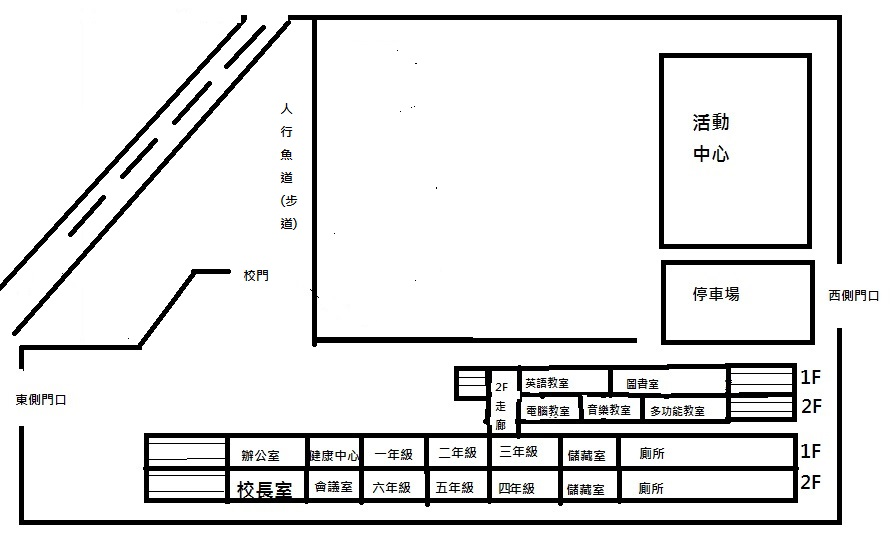 活動
中心
人
行
魚
道
(步
道)
校門
停車場
西側門口
東側門口
2F
走
廊
英語教室
圖書室
1F
電腦教室
音樂教室
多功能教室
2F
辦公室
健康中心
一年級
二年級
三年級
儲藏室
廁所
1F
校長室
會議室
六年級
五年級
四年級
儲藏室
廁所
2F